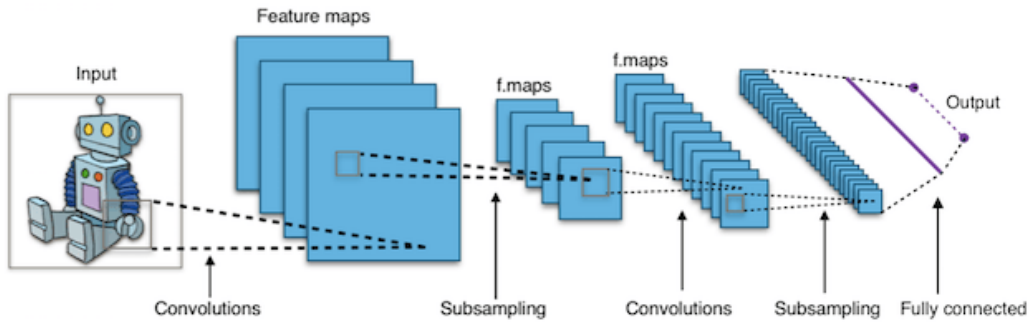 Feature maps
Input
f.maps
f.maps
Output
Convolutions
Subsampling
Convolutions
Subsampling
Fully connected